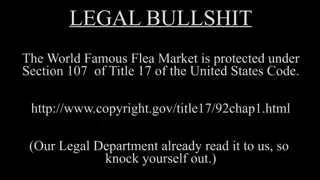 LEGAL BULLSHIT
The World Famous Flea Market is protected under
Section 107 of Title 17 of the United States Code.
http://www.copyright.gov/title17/92chap1.html
(Our Legal Department already read it to us, so
knock yourself out.)